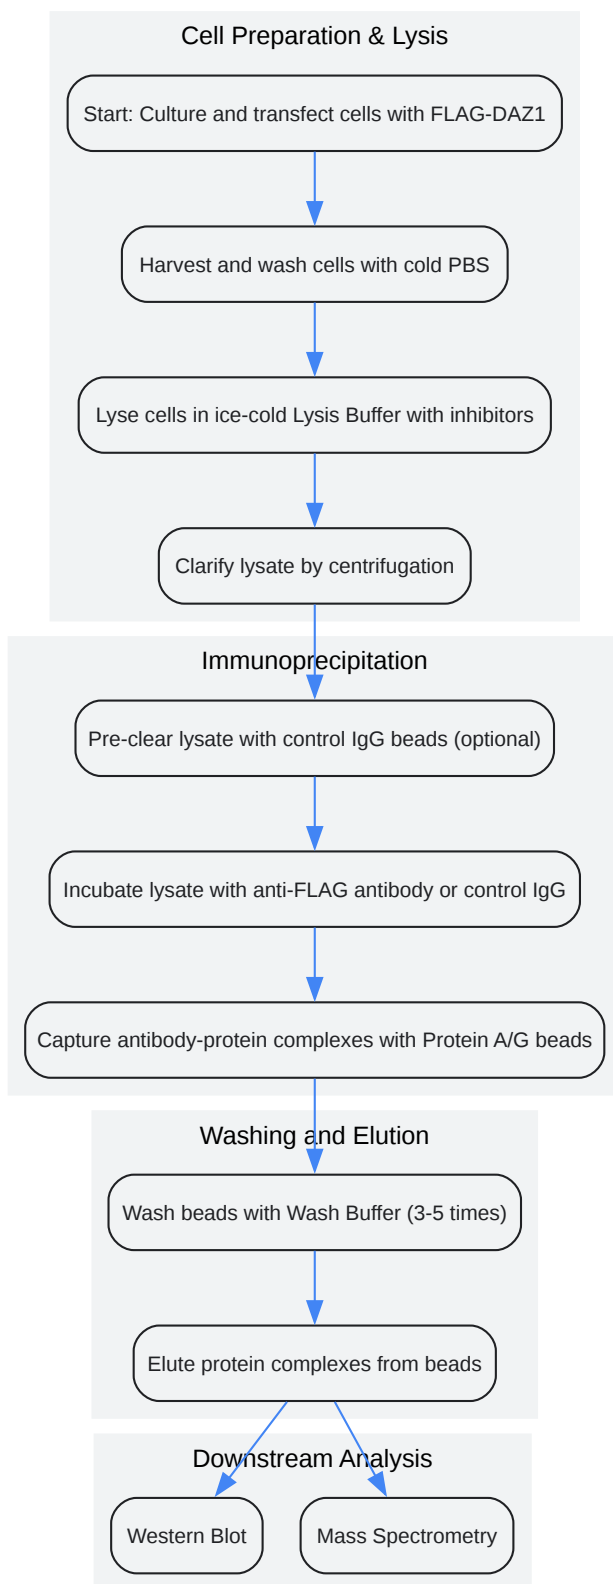 Cell Preparation & Lysis
Start: Culture and transfect cells with FLAG-DAZ1
Harvest and wash cells with cold PBS
Lyse cells in ice-cold Lysis Buffer with inhibitors
Clarify lysate by centrifugation
Immunoprecipitation
Pre-clear lysate with control IgG beads (optional)
Incubate lysate with anti-FLAG antibody or control IgG
Capture antibody-protein complexes with Protein A/G beads
Washing and Elution
Wash beads with Wash Buffer (3-5 times)
Elute protein complexes from beads
Downstream Analysis
Western Blot
Mass Spectrometry